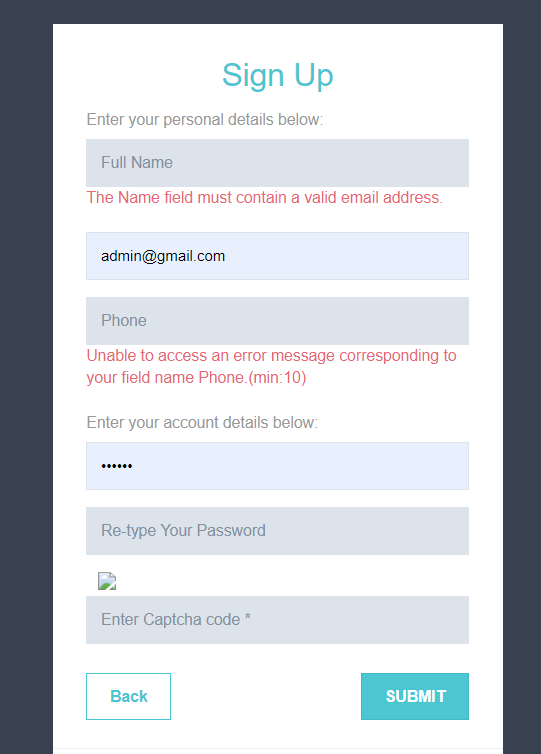 Sign Up
Enter your personal details below:
Full Name
The Name field must contain a valid email address.
admin@gmail.com
Phone
Unable to access an error message corresponding to
your field name Phone.(min:10)
Enter your account details below:
••••••
Re-type Your Password
Enter Captcha code *
Back
SUBMIT